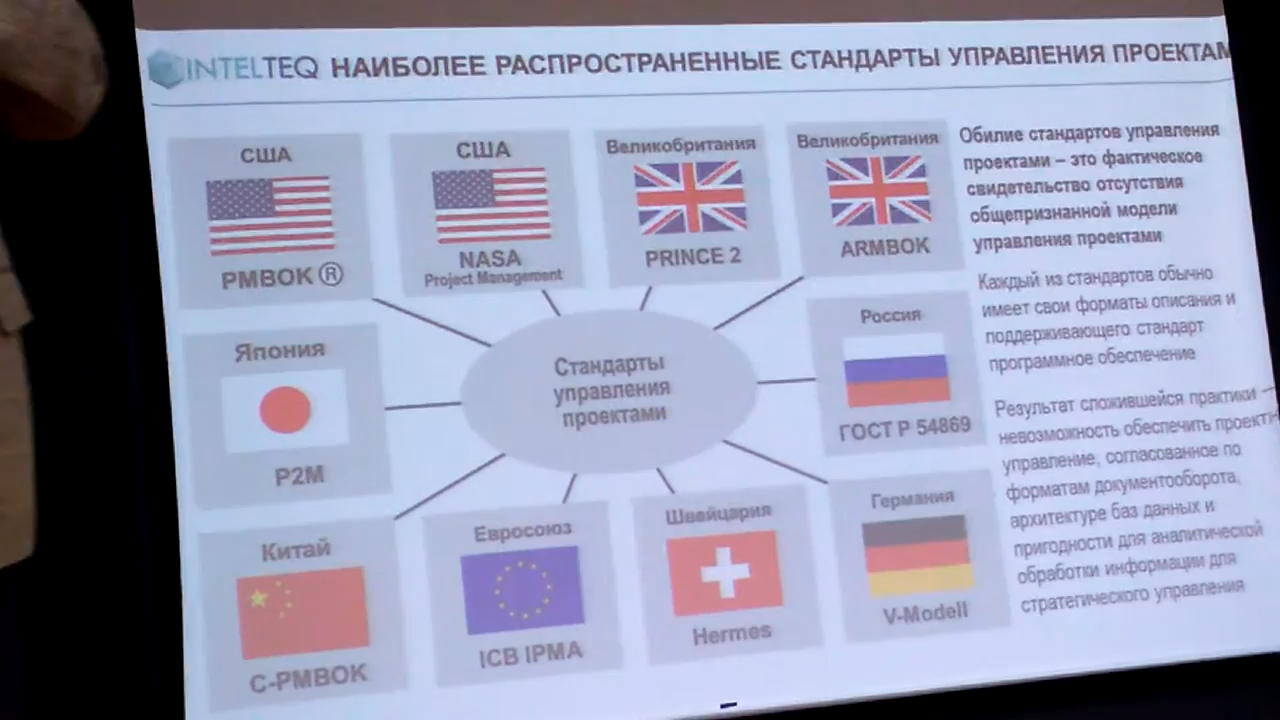 INTELTEQ НАИБОЛЕЕ РАСПРОСТРАНЕННЫЕ СТАНДАРТЫ УПРАВЛЕНИЯ ПРОЕКТАМ
США
PMBOK ®
США
NASA
Project Management
Великобритания
PRINCE 2
Великобритания
ARMBOK
Обилие стандартов управления
проектами – это фактическое
свидетельство отсутствия
общепризнанной модели
управления проектами
Каждый из стандартов обычно
имеет свои форматы описания и
поддерживающего стандарт
программное обеспечение
Результат сложившейся практики –
невозможность обеспечить проектн
управление, согласованное по
форматам документооборота,
архитектуре баз данных и
пригодности для аналитической
обработки информации для
стратегического управления
Япония
P2M
Стандарты
управления
проектами
Россия
ГОСТ Р 54869
Китай
C-PMBOK
Евросоюз
ICB IPMA
Швейцария
Hermes
Германия
V-Modell